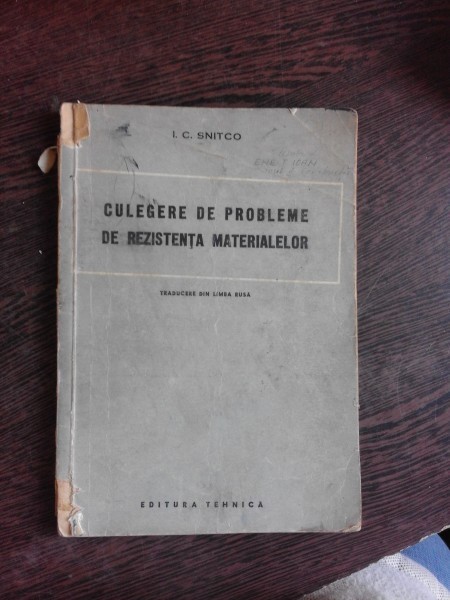 I. C. SNITCO
CULEGERE DE PROBLEME
DE REZISTENȚA MATERIALELOR
TRADUCERE DIN LIMBA RUSĂ
EDITURA TEHNICĂ